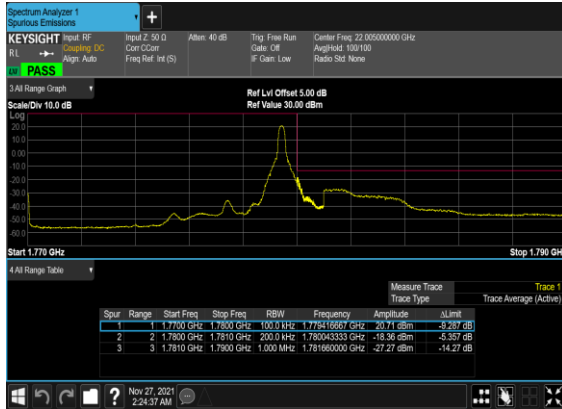 Spectrum Analyzer 1
Spurious Emissions
+
KEYSIGHT Input: RF Input Z: 50 Ω Atten: 40 dB Trig: Free Run Center Freq: 22.005000000 GHz
RL Coupling: DC Corr CCorr Gate: Off Avg|Hold: 100/100
Align: Auto Freq Ref: Int (S) IF Gain: Low Radio Std: None
PASS
3 All Range Graph
Ref Lvl Offset 5.00 dB
Scale/Div 10.0 dB Ref Value 30.00 dBm
Log
20.0
10.0
0.00
-10.0
-20.0
-30.0
-40.0
-50.0
-60.0
Start 1.770 GHz Stop 1.790 GH
4 All Range Table
Measure Trace Trace 1
Trace Type Trace Average (Active)
Spur Range Start Freq Stop Freq RBW Frequency Amplitude ΔLimit
1 1 1.7700 GHz 1.7800 GHz 100.0 kHz 1.779416667 GHz 20.71 dBm -9.287 dB
2 2 1.7800 GHz 1.7810 GHz 200.0 kHz 1.780043333 GHz -18.36 dBm -5.357 dB
3 3 1.7810 GHz 1.7900 GHz 1.000 MHz 1.781660000 GHz -27.27 dBm -14.27 dB
?
Nov 27, 2021
2:24:37 AM